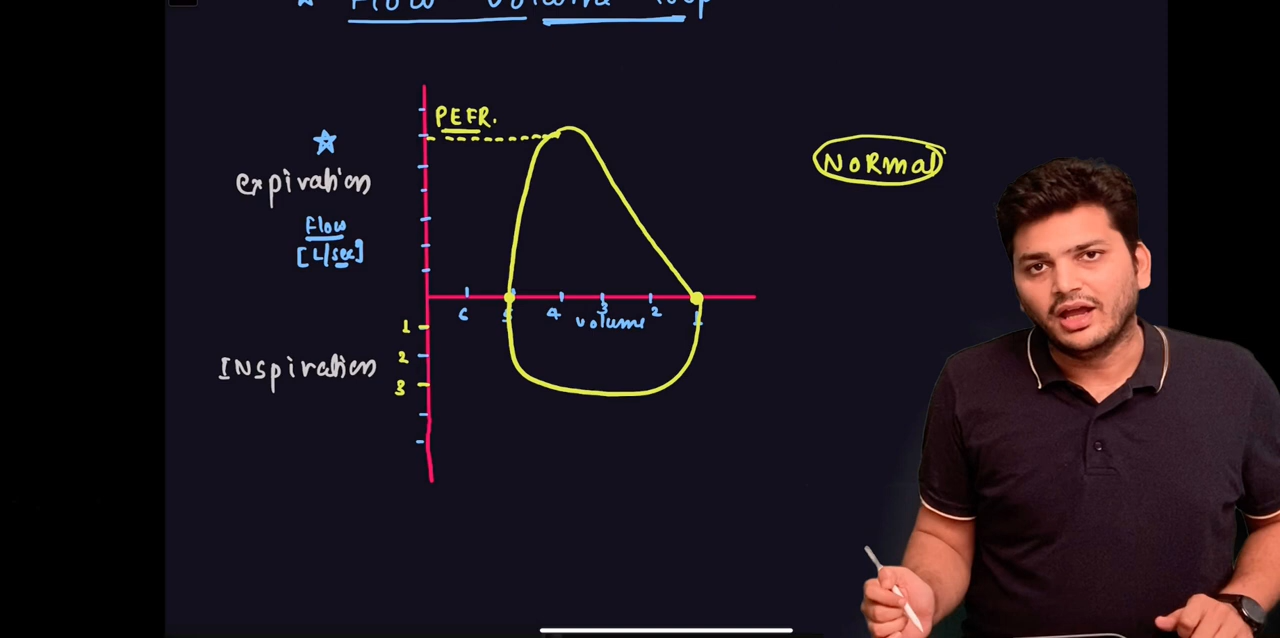 Flow Volume loop
PEFR.
NORMal
expiration
Flow
[L/sec]
6 5 4 3 2 1
volume
1
2
INspiration
3